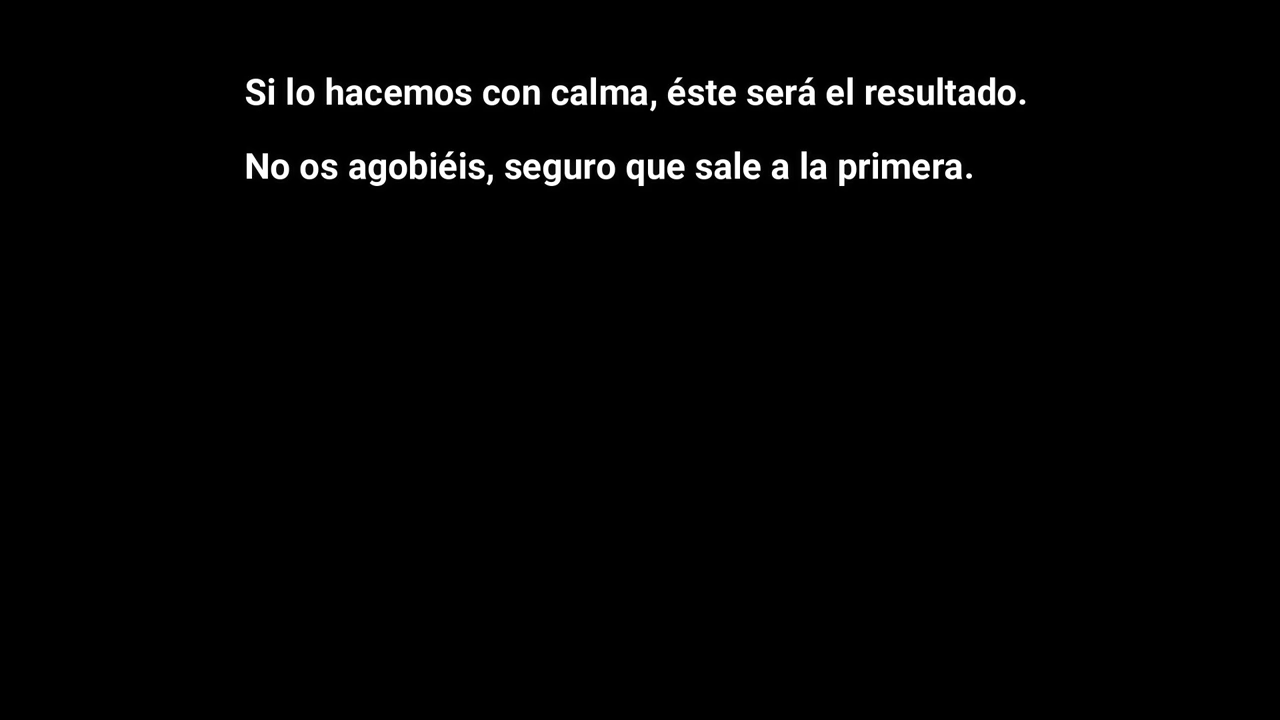 Si lo hacemos con calma, éste será el resultado.
No os agobiéis, seguro que sale a la primera.